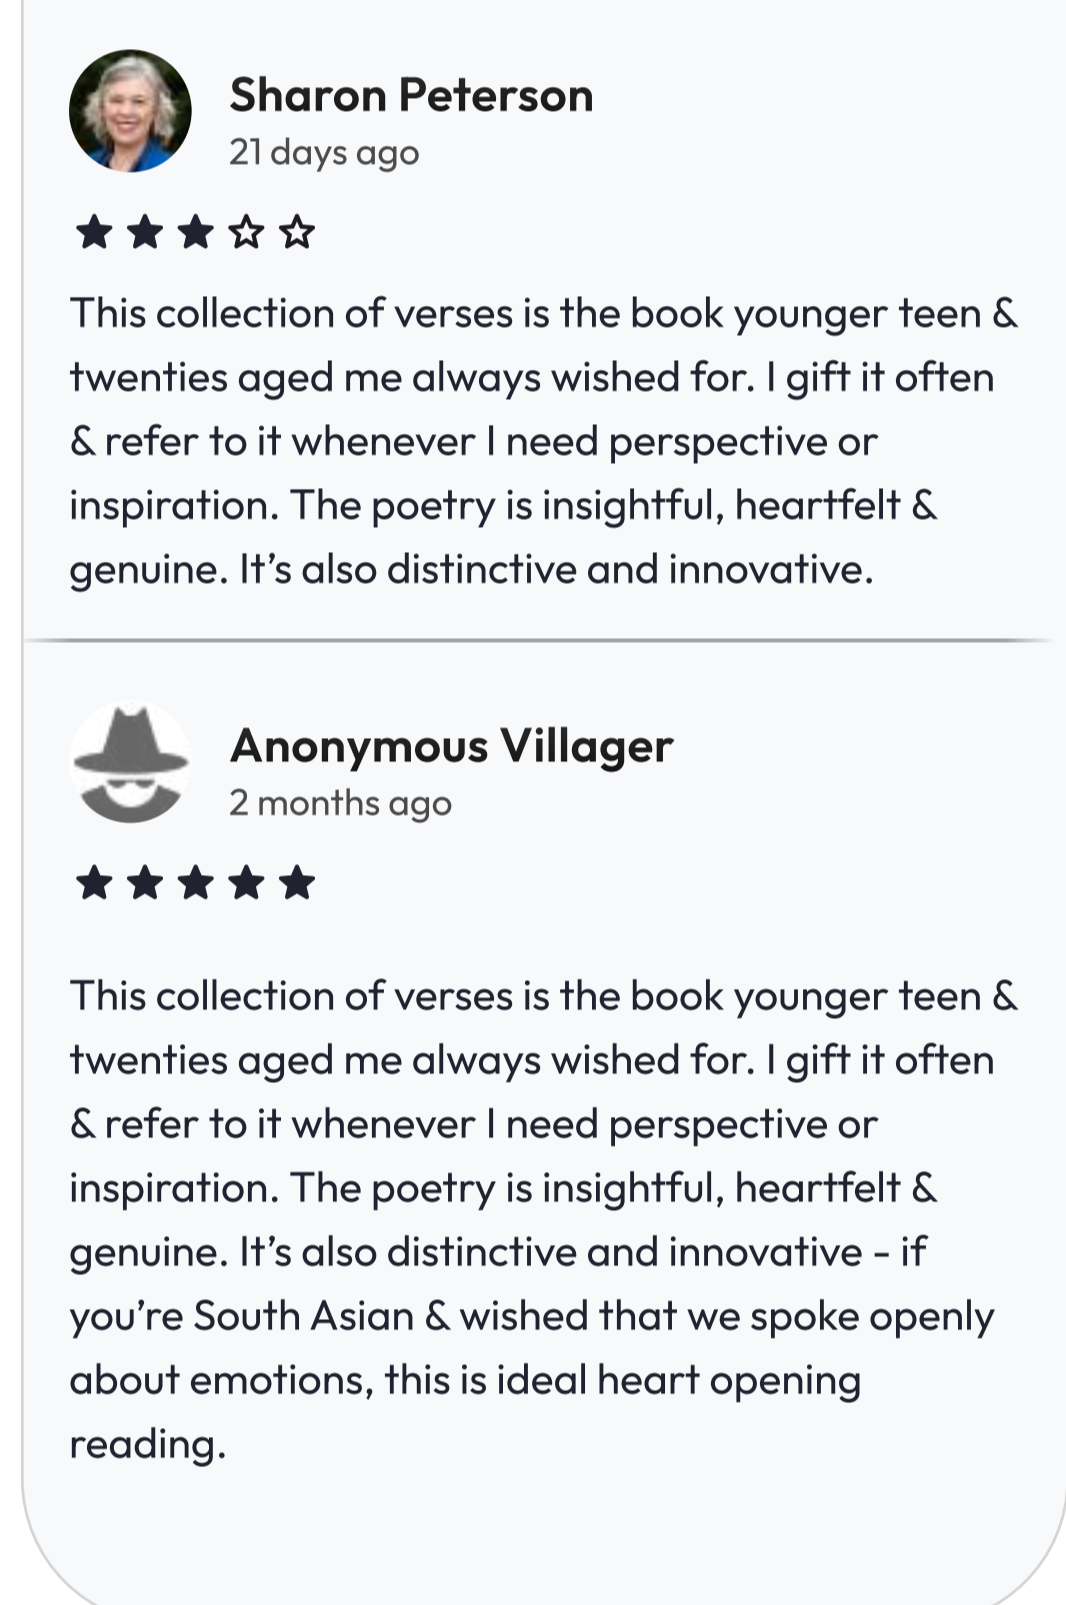 Sharon Peterson
21 days ago
This collection of verses is the book younger teen &
twenties aged me always wished for. I gift it often
& refer to it whenever I need perspective or
inspiration. The poetry is insightful, heartfelt &
genuine. It’s also distinctive and innovative.
Anonymous Villager
2 months ago
This collection of verses is the book younger teen &
twenties aged me always wished for. I gift it often
& refer to it whenever I need perspective or
inspiration. The poetry is insightful, heartfelt &
genuine. It’s also distinctive and innovative - if
you’re South Asian & wished that we spoke openly
about emotions, this is ideal heart opening
reading.